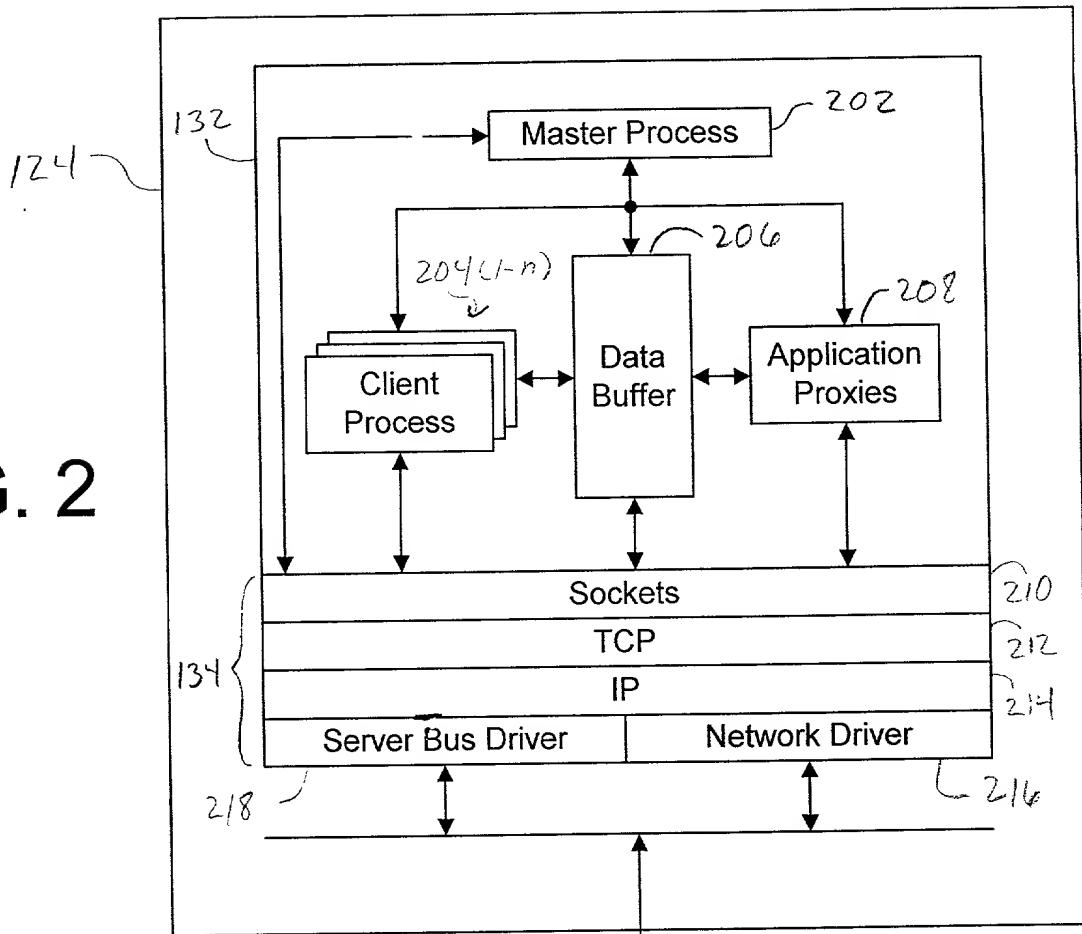 202
Master Process
132
124
206
204(1-n)
208
Data
Buffer
Application
Proxies
Client
Process
G. 2
Sockets
210
TCP
212
134
IP
214
Server Bus Driver
Network Driver
218
216